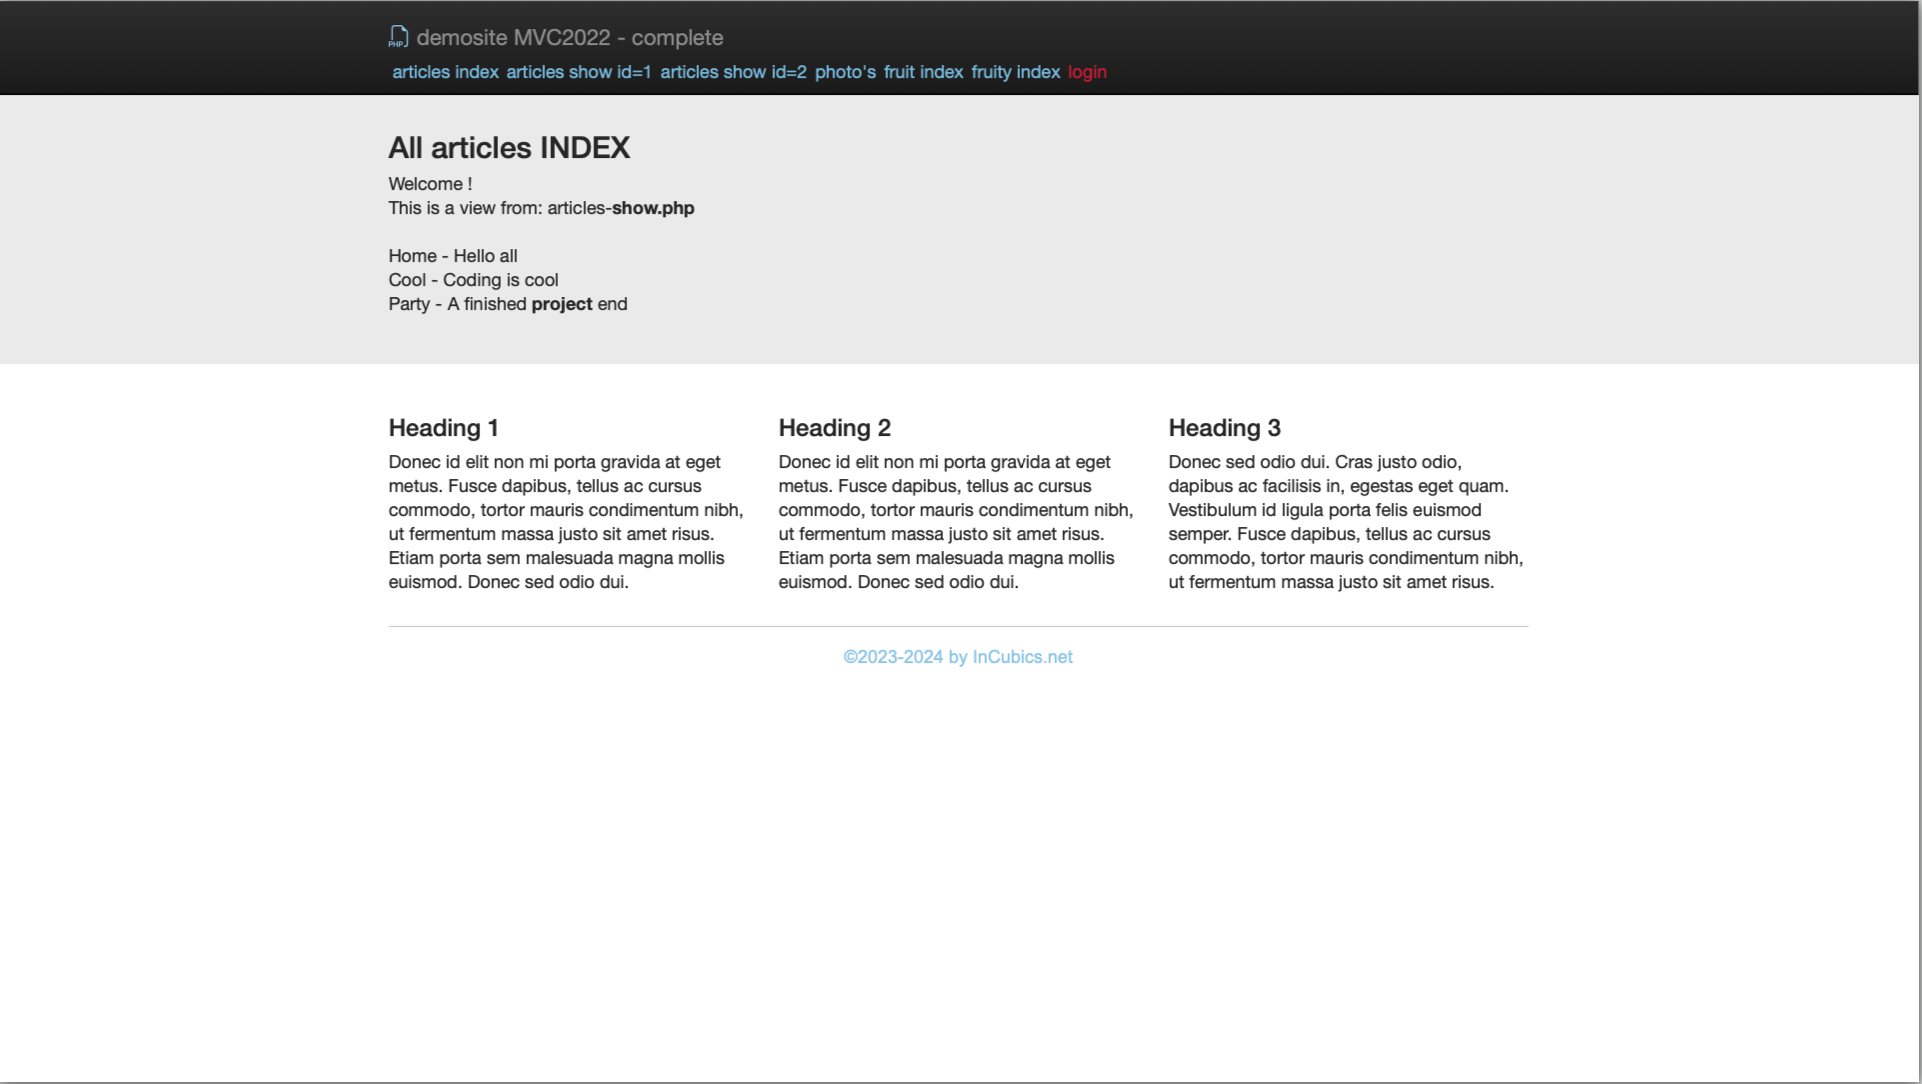 PHP demosite MVC2022 - complete
articles index articles show id=1 articles show id=2 photo's fruit index fruity index login
All articles INDEX
Welcome !
This is a view from: articles-show.php
Home - Hello all
Cool - Coding is cool
Party - A finished project end
Heading 1
Donec id elit non mi porta gravida at eget
metus. Fusce dapibus, tellus ac cursus
commodo, tortor mauris condimentum nibh,
ut fermentum massa justo sit amet risus.
Etiam porta sem malesuada magna mollis
euismod. Donec sed odio dui.
Heading 2
Donec id elit non mi porta gravida at eget
metus. Fusce dapibus, tellus ac cursus
commodo, tortor mauris condimentum nibh,
ut fermentum massa justo sit amet risus.
Etiam porta sem malesuada magna mollis
euismod. Donec sed odio dui.
Heading 3
Donec sed odio dui. Cras justo odio,
dapibus ac facilisis in, egestas eget quam.
Vestibulum id ligula porta felis euismod
semper. Fusce dapibus, tellus ac cursus
commodo, tortor mauris condimentum nibh,
ut fermentum massa justo sit amet risus.
©2023-2024 by InCubics.net